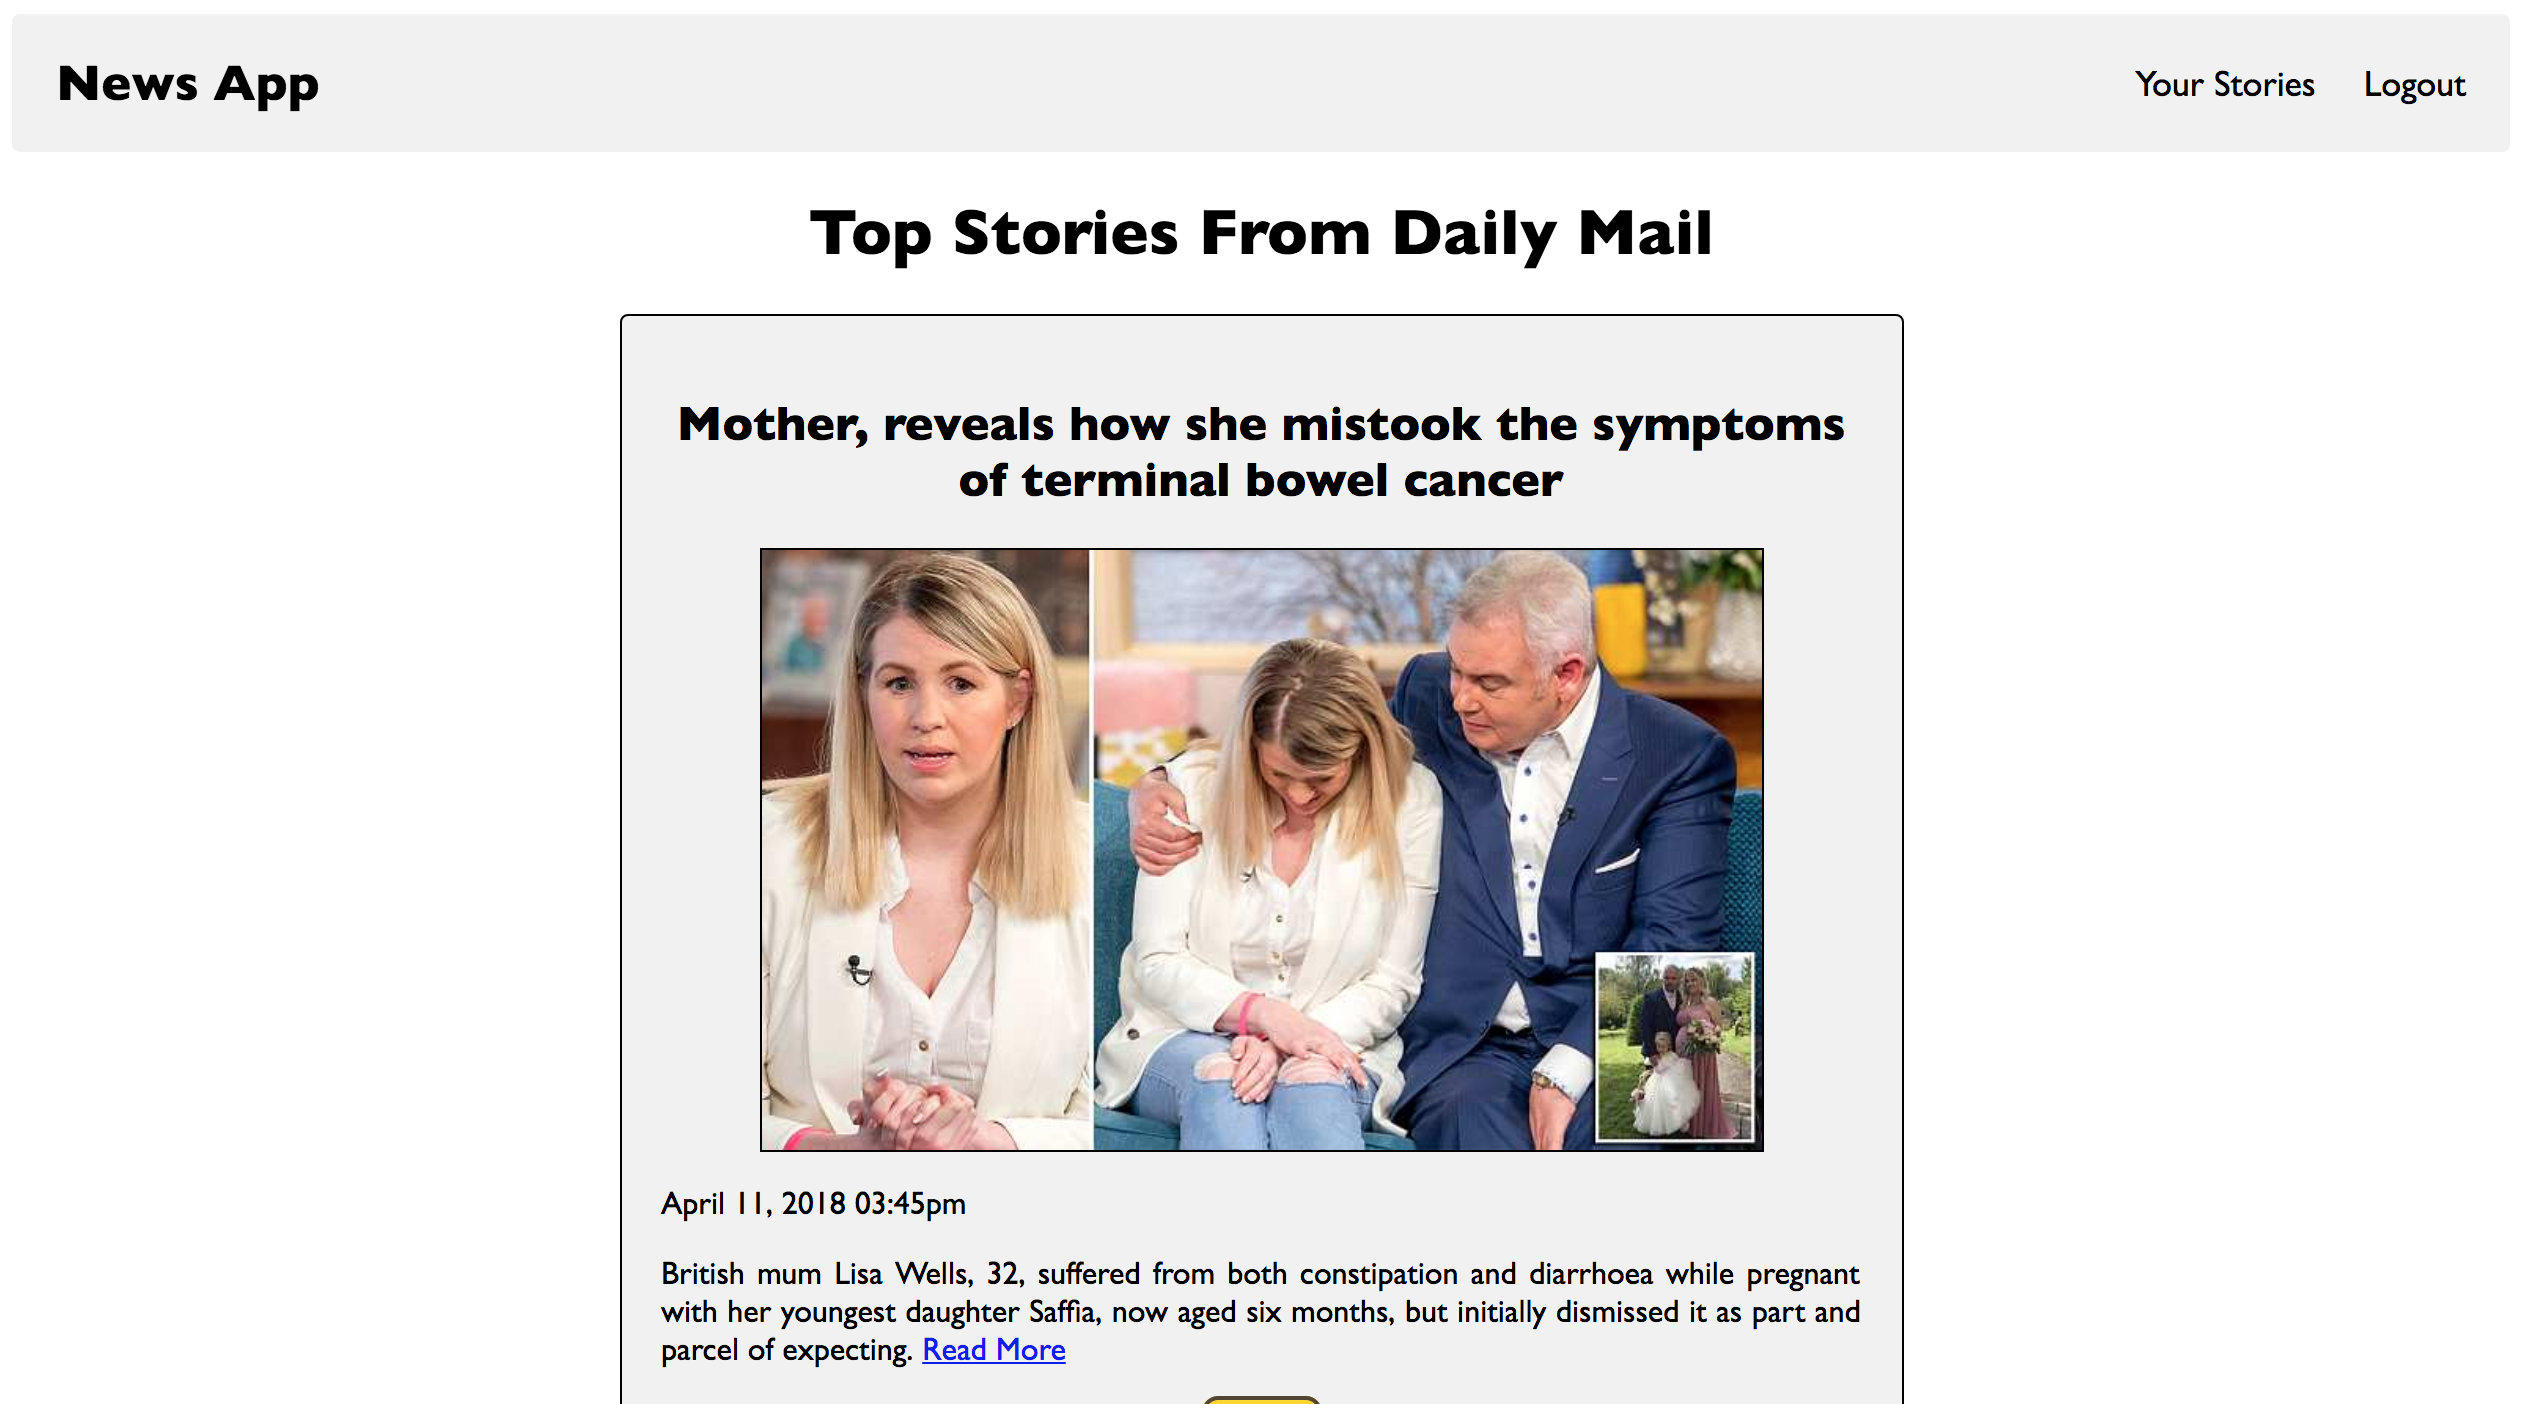 News App
Your Stories
Logout
Top Stories From Daily Mail
Mother, reveals how she mistook the symptoms
of terminal bowel cancer
April 11, 2018 03:45pm
British mum Lisa Wells, 32, suffered from both constipation and diarrhoea while pregnant
with her youngest daughter Saffia, now aged six months, but initially dismissed it as part and
parcel of expecting. Read More